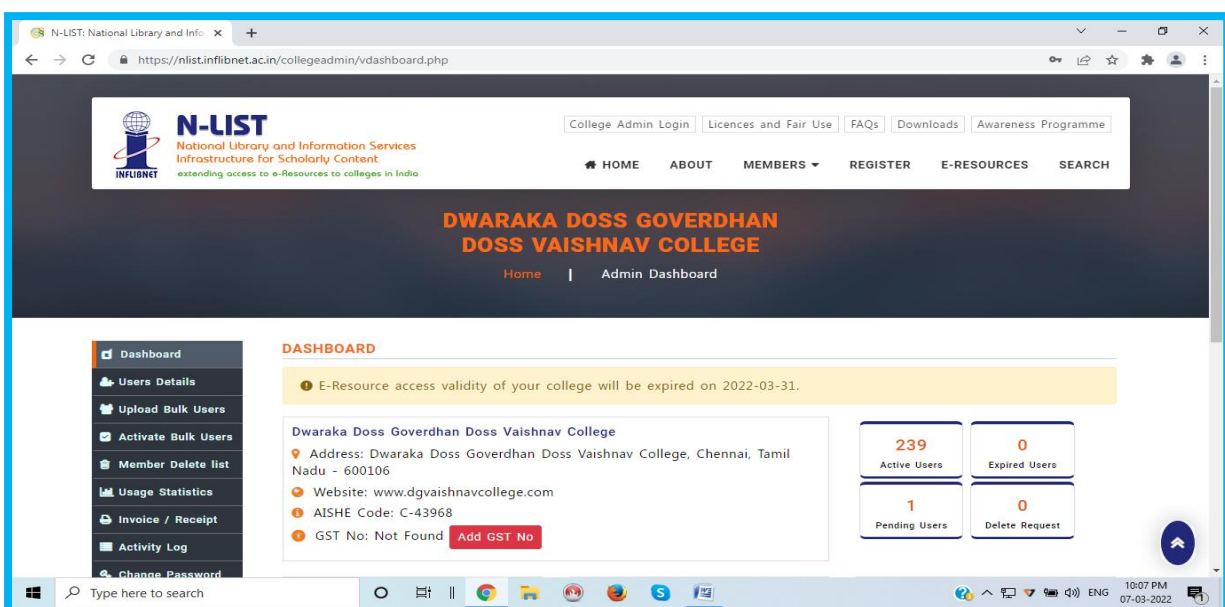 N-LIST: National Library and Info
https://nlist.inflibnet.ac.in/collegeadmin/vdashboard.php
INFLIBNET
N-LIST
National Library and Information Services
Infrastructure for Scholarly Content
extending access to e-Resources to colleges in India
College Admin Login Licences and Fair Use FAQs Downloads Awareness Programme
HOME ABOUT MEMBERS REGISTER E-RESOURCES SEARCH
DWARAKA DOSS GOVERDHAN
DOSS VAISHNAV COLLEGE
Home | Admin Dashboard
Dashboard
Users Details
Upload Bulk Users
Activate Bulk Users
Member Delete list
Usage Statistics
Invoice / Receipt
Activity Log
Change Password
DASHBOARD
E-Resource access validity of your college will be expired on 2022-03-31.
Dwaraka Doss Goverdhan Doss Vaishnav College
Address: Dwaraka Doss Goverdhan Doss Vaishnav College, Chennai, Tamil
Nadu - 600106
Website: www.dgvaishnavcollege.com
AISHE Code: C-43968
GST No: Not Found Add GST No
239
Active Users
0
Expired Users
1
Pending Users
0
Delete Request
Type here to search
ENG
10:07 PM
07-03-2022